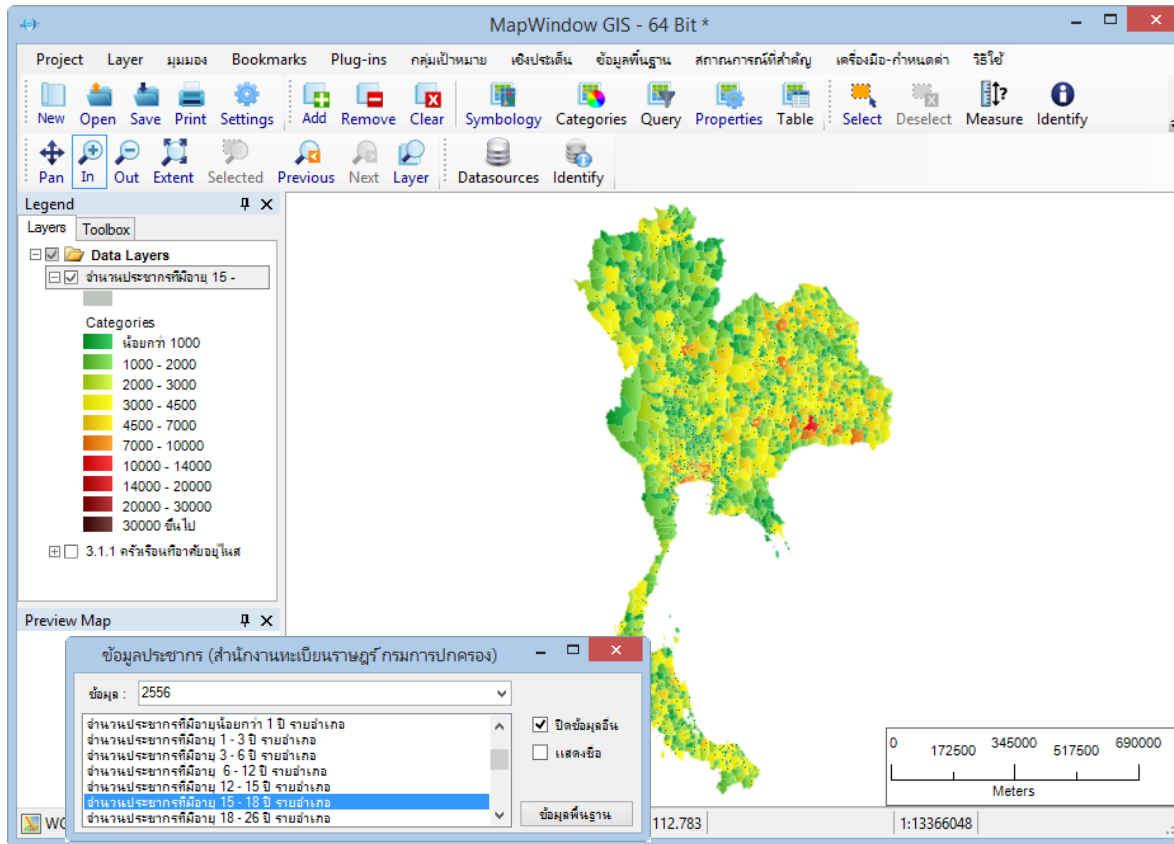 MapWindow GIS - 64 Bit *
Project Layer มุมมอง Bookmarks Plug-ins กลุ่มเป้าหมาย เชิงประเด็น ข้อมูลพื้นฐาน สถานการณ์ที่สำคัญ เครื่องมือ-กำหนดค่า วิธีใช้
New Open Save Print Settings Add Remove Clear Symbology Categories Query Properties Table Select Deselect Measure Identify
Pan In Out Extent Selected Previous Next Layer Datasources Identify
Legend
Layers Toolbox
Data Layers
จำนวนประชากรที่มีอายุ 15 -
Categories
น้อยกว่า 1000
1000 - 2000
2000 - 3000
3000 - 4500
4500 - 7000
7000 - 10000
10000 - 14000
14000 - 20000
20000 - 30000
30000 ขึ้นไป
3.1.1 ครัวเรือนที่อาศัยอยู่ในส
Preview Map
ข้อมูลประชากร (สำนักงานทะเบียนราษฎร์ กรมการปกครอง)
ข้อมูล : 2556
จำนวนประชากรที่มีอายุน้อยกว่า 1 ปี รายอำเภอ
จำนวนประชากรที่มีอายุ 1 - 3 ปี รายอำเภอ
จำนวนประชากรที่มีอายุ 3 - 6 ปี รายอำเภอ
จำนวนประชากรที่มีอายุ 6 - 12 ปี รายอำเภอ
จำนวนประชากรที่มีอายุ 12 - 15 ปี รายอำเภอ
จำนวนประชากรที่มีอายุ 15 - 18 ปี รายอำเภอ
จำนวนประชากรที่มีอายุ 18 - 26 ปี รายอำเภอ
ปิดข้อมูลอื่น
แสดงชื่อ
ข้อมูลพื้นฐาน
0 172500 345000 517500 690000
Meters
WG 112.783 1:13366048